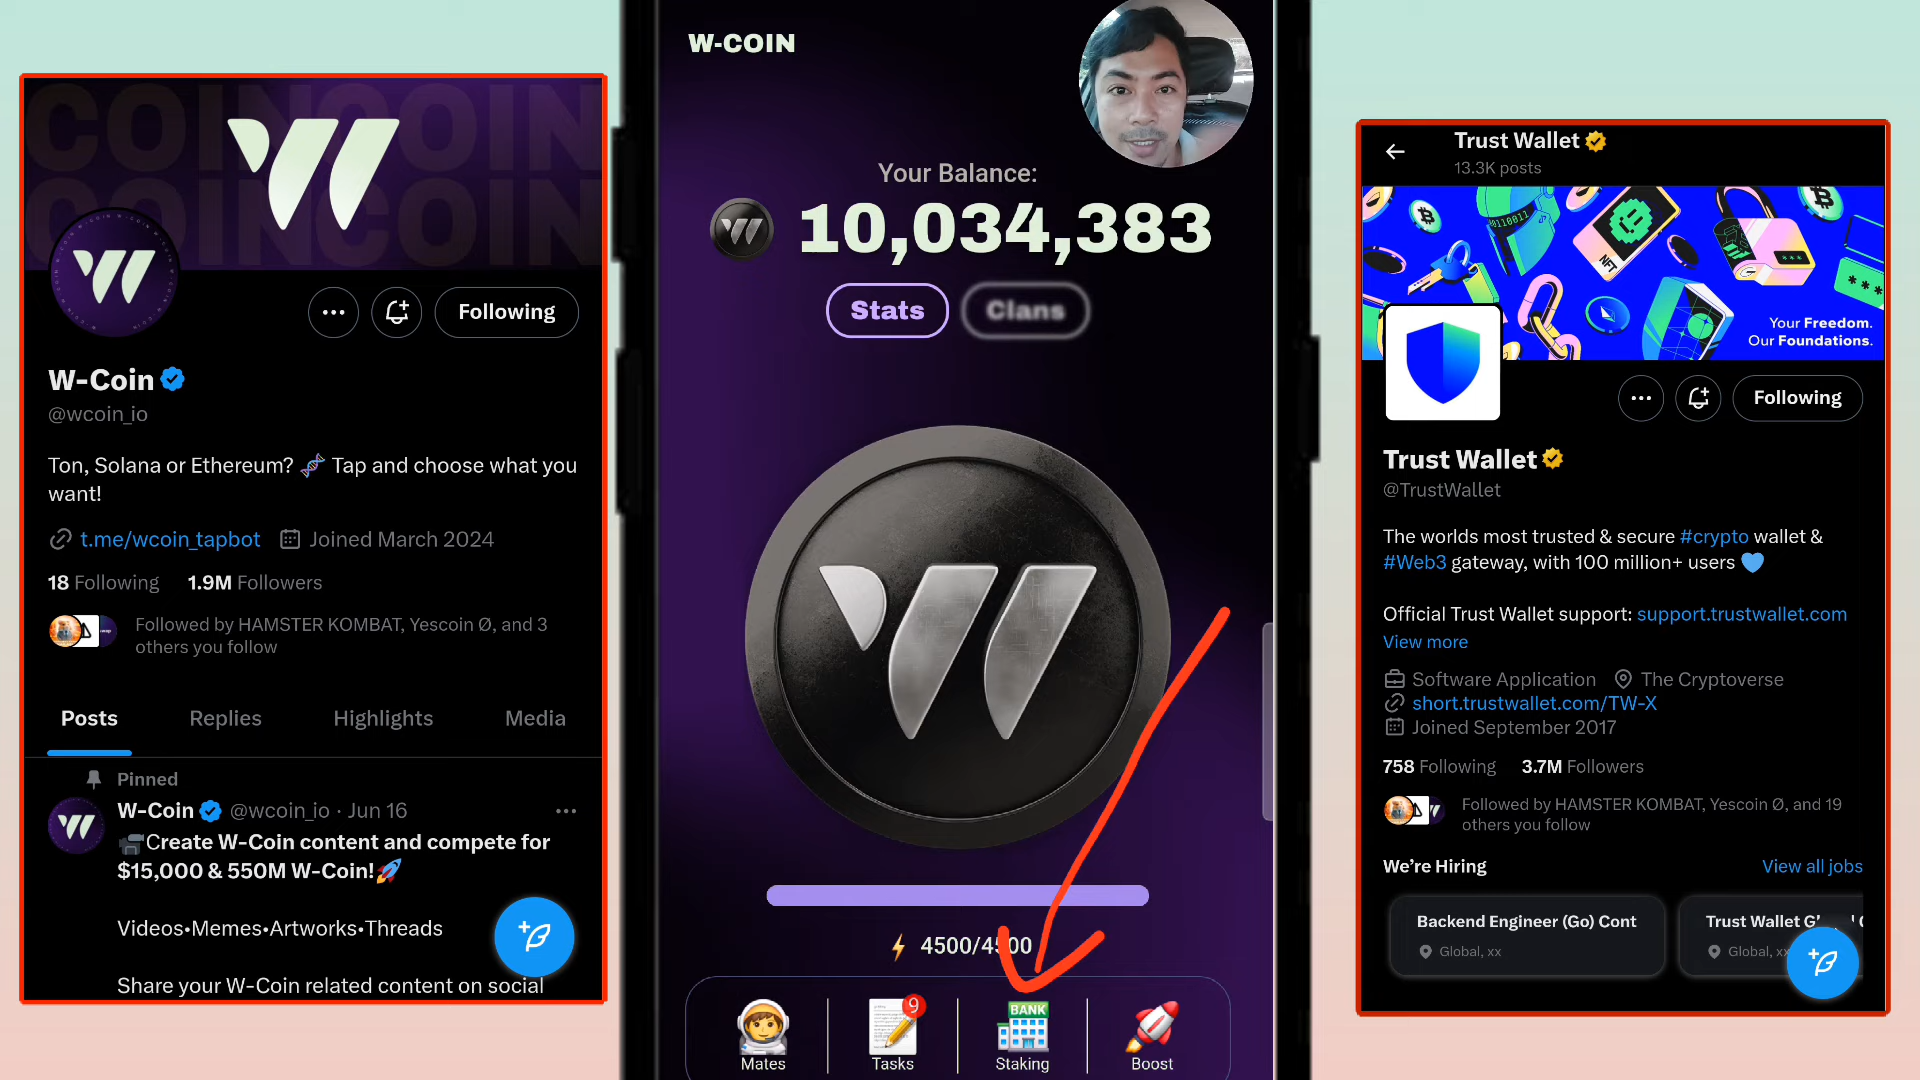 COINCOIN
COINCOIN
Following
W-Coin
@wcoin_io
Ton, Solana or Ethereum? 🧬 Tap and choose what you
want!
t.me/wcoin_tapbot Joined March 2024
18 Following 1.9M Followers
Followed by HAMSTER KOMBAT, Yescoin Ø, and 3
others you follow
Posts Replies Highlights Media
Pinned
W-Coin @wcoin_io · Jun 16
Create W-Coin content and compete for
$15,000 & 550M W-Coin!🚀
Videos•Memes•Artworks•Threads
Share your W-Coin related content on social
W-COIN
Your Balance:
10,034,383
Stats Clans
⚡ 4500/4500
9
BANK
Mates Tasks Staking Boost
Trust Wallet
13.3K posts
Your Freedom.
Our Foundations.
Following
Trust Wallet
@TrustWallet
The worlds most trusted & secure #crypto wallet &
#Web3 gateway, with 100 million+ users 💙
Official Trust Wallet support: support.trustwallet.com
View more
Software Application The Cryptoverse
short.trustwallet.com/TW-X
Joined September 2017
758 Following 3.7M Followers
Followed by HAMSTER KOMBAT, Yescoin Ø, and 19
others you follow
We're Hiring View all jobs
Backend Engineer (Go) Cont
Global, xx
Trust Wallet
Global, xx